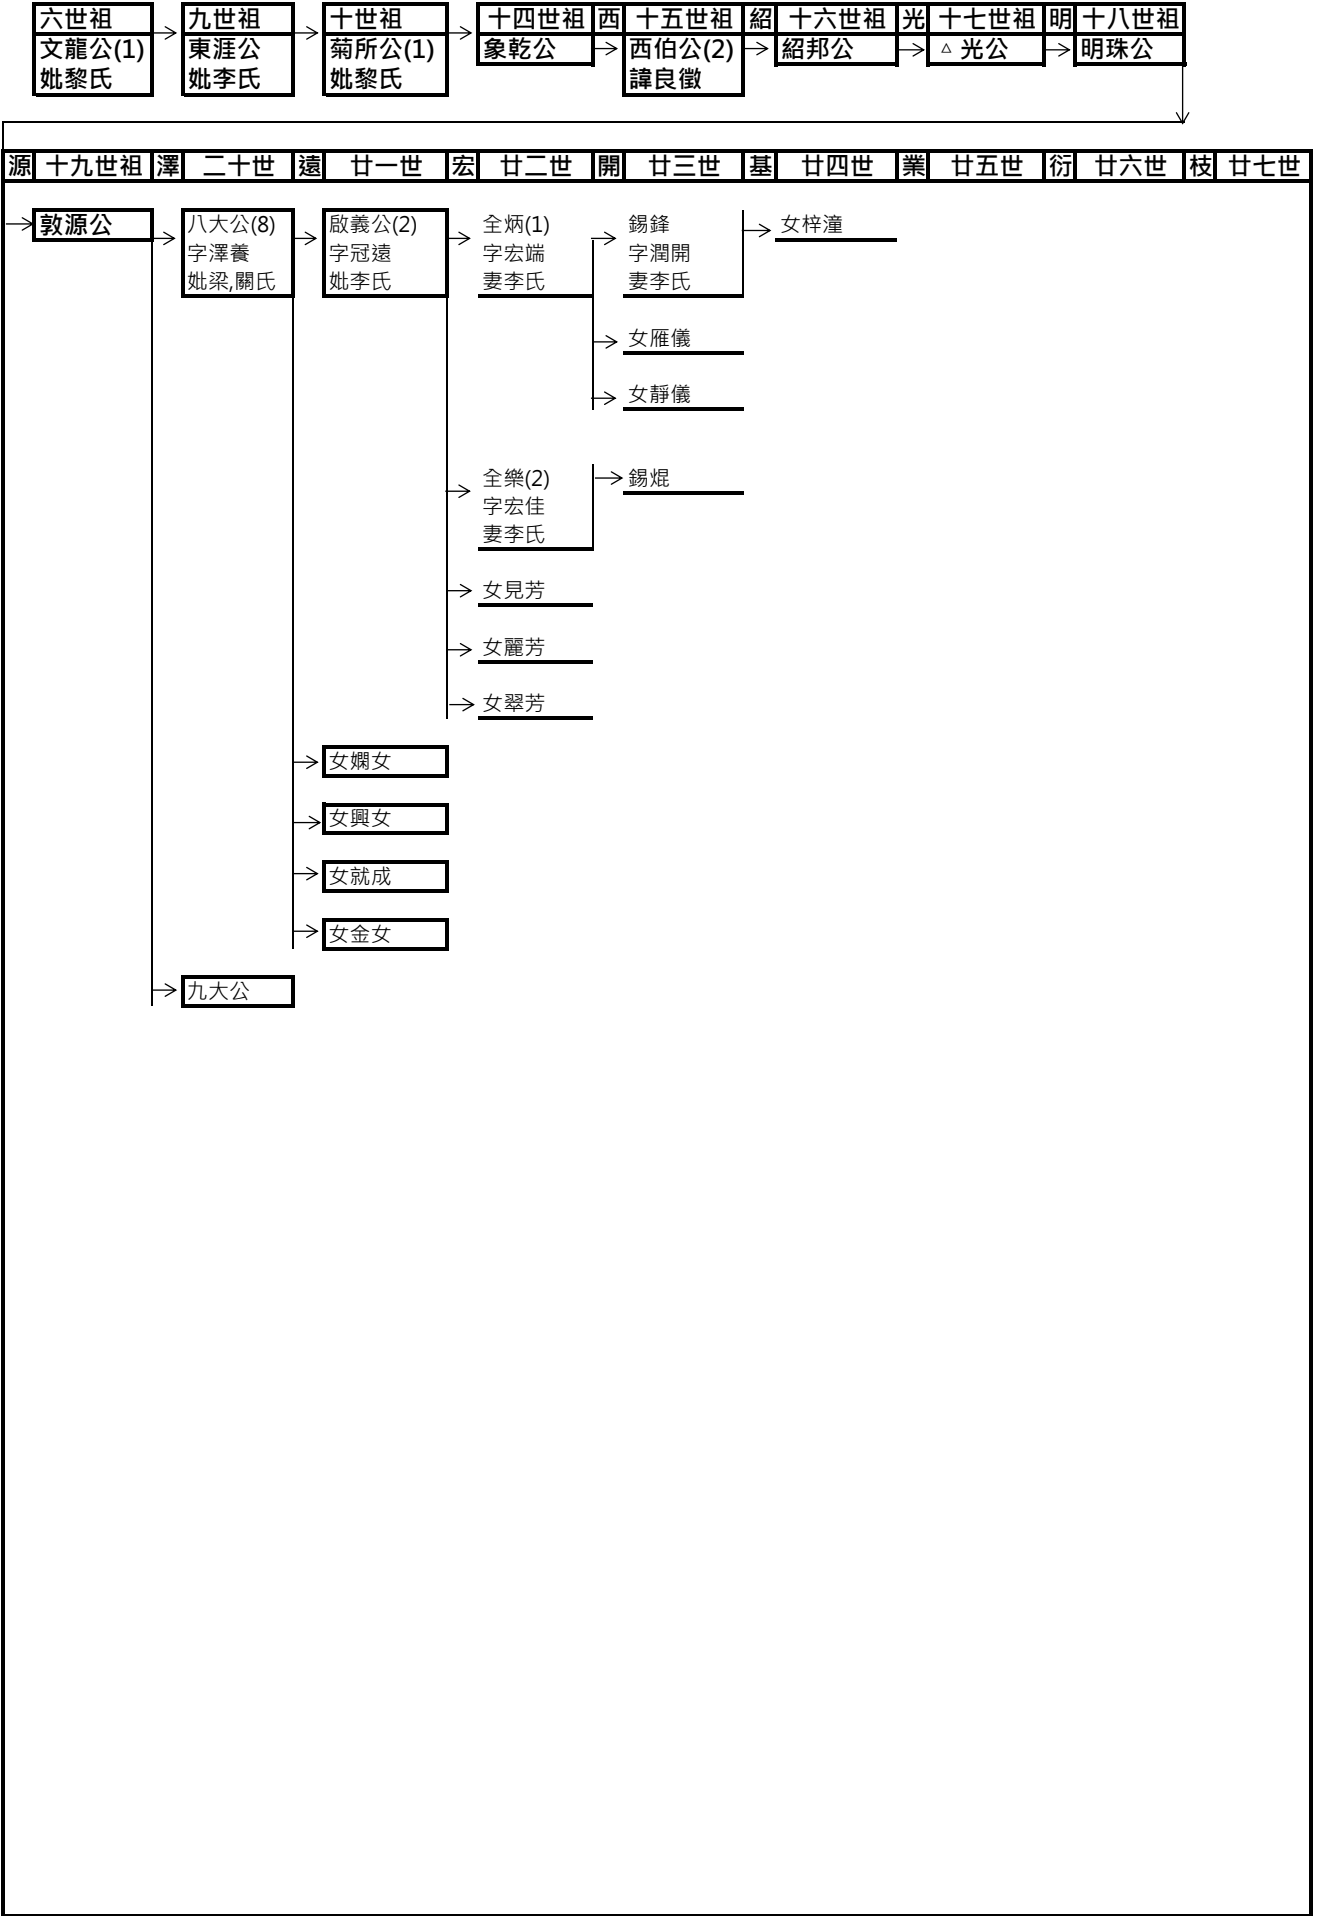 六世祖 九世祖 十世祖 十四世祖 西 十五世祖 紹 十六世祖 光 十七世祖 明 十八世祖
文龍公(1) 東涯公 菊所公(1) 象乾公 西伯公(2) 紹邦公 △ 光公 明珠公
妣黎氏 妣李氏 妣黎氏 諱良徵
源 十九世祖 澤 二十世 遠 廿一世 宏 廿二世 開 廿三世 基 廿四世 業 廿五世 衍 廿六世 枝 廿七世
敦源公 八大公(8) 啟義公(2) 全炳(1) 錫鋒 女梓潼
字澤養 字冠遠 字宏端 字潤開
妣梁,關氏 妣李氏 妻李氏 妻李氏
女雁儀
女靜儀
全樂(2) 錫焜
字宏佳
妻李氏
女見芳
女麗芳
女翠芳
女嫻女
女興女
女就成
女金女
九大公